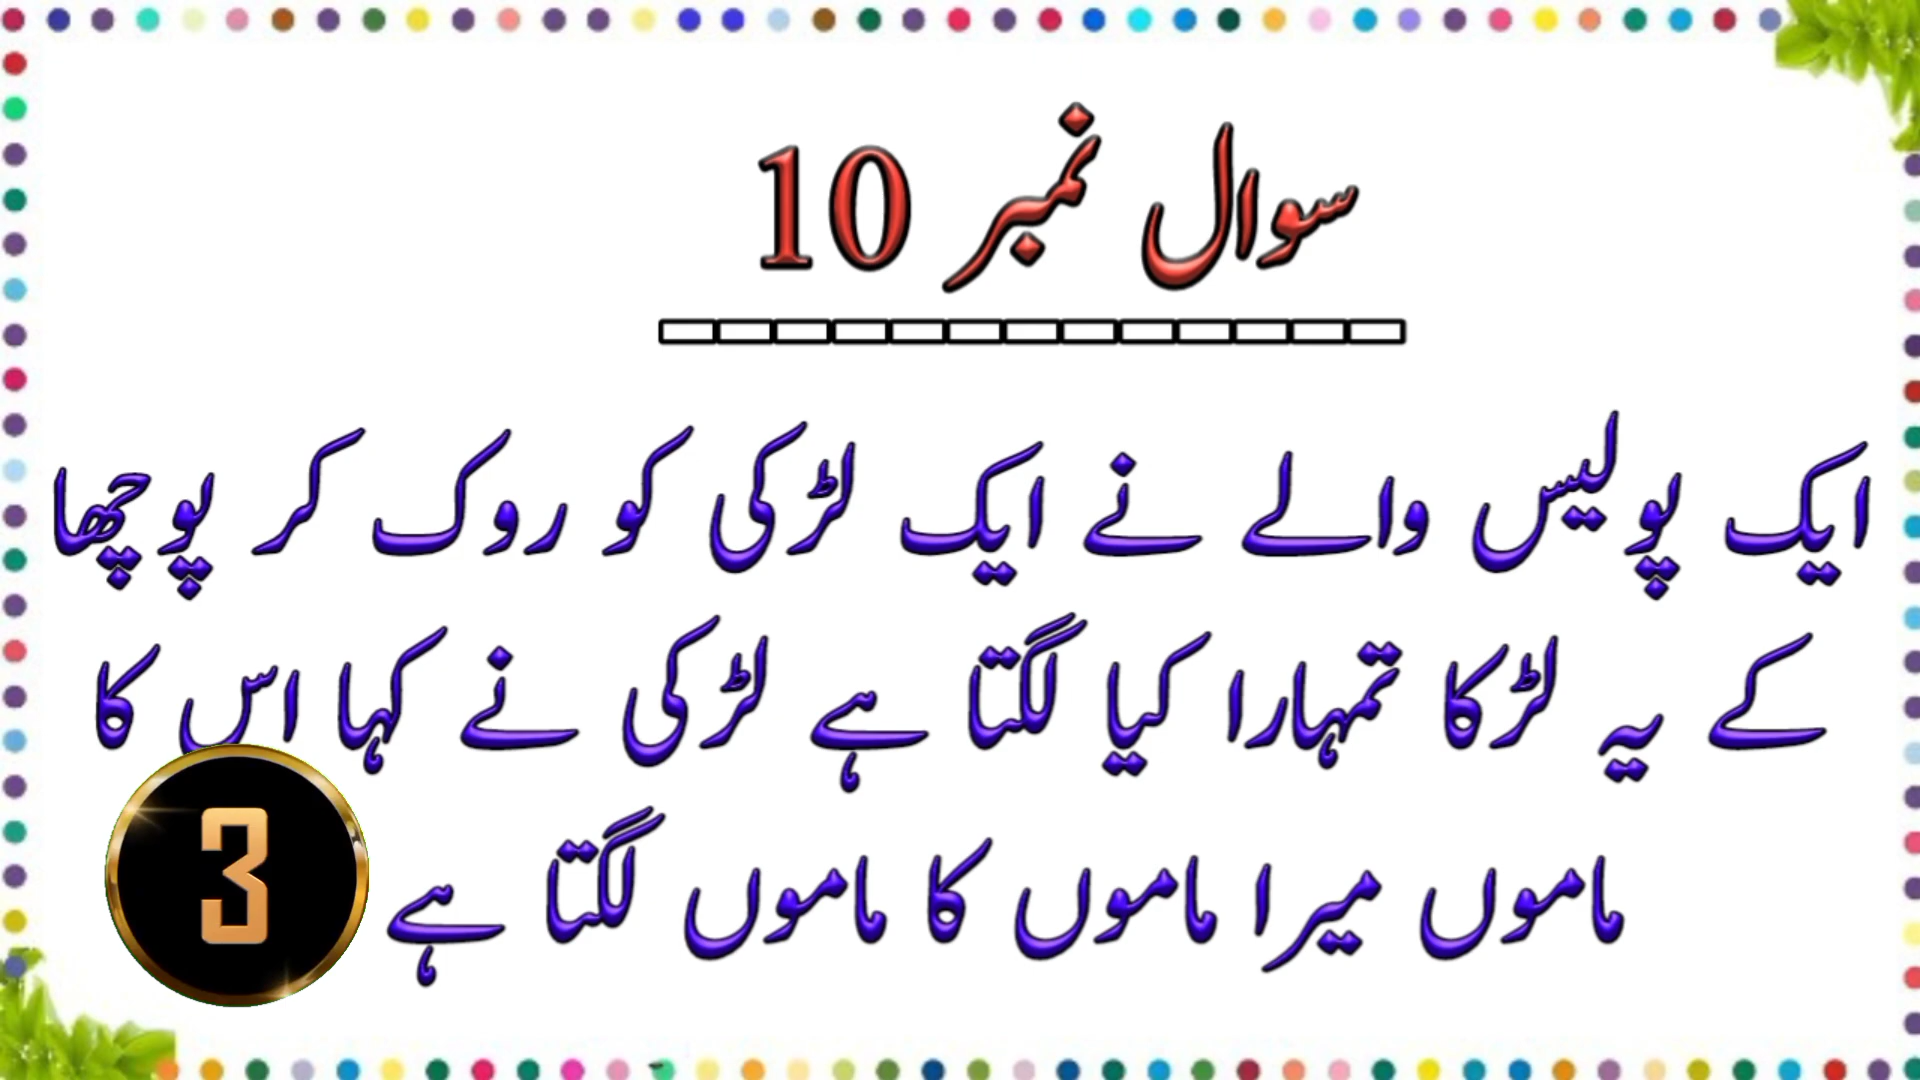 سوال نمبر 10
ایک پولیس والے نے ایک لڑکی کو روک کر پوچھا
کے یہ لڑکا تمہارا کیا لگتا ہے لڑکی نے کہا اس کا
ماموں میرا ماموں کا ماموں لگتا ہے
3